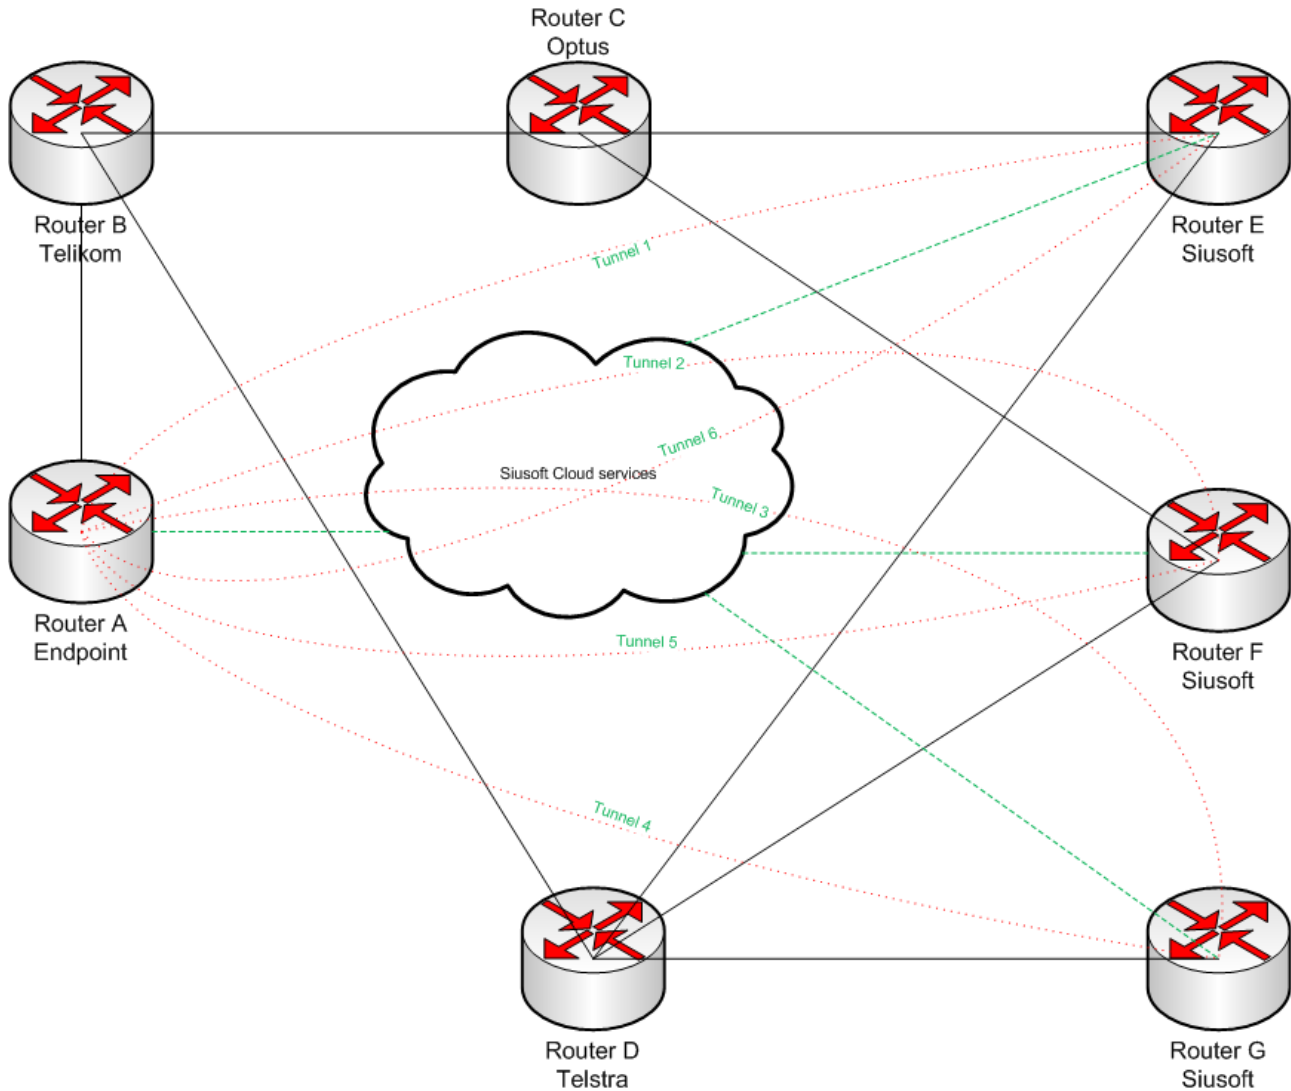 Router C
Optus
Router B
Telikom
Router E
Siusoft
Tunnel 1
Tunnel 2
Tunnel 6
Siusoft Cloud services
Tunnel 3
Router A
Endpoint
Tunnel 5
Router F
Siusoft
Tunnel 4
Router D
Telstra
Router G
Siusoft